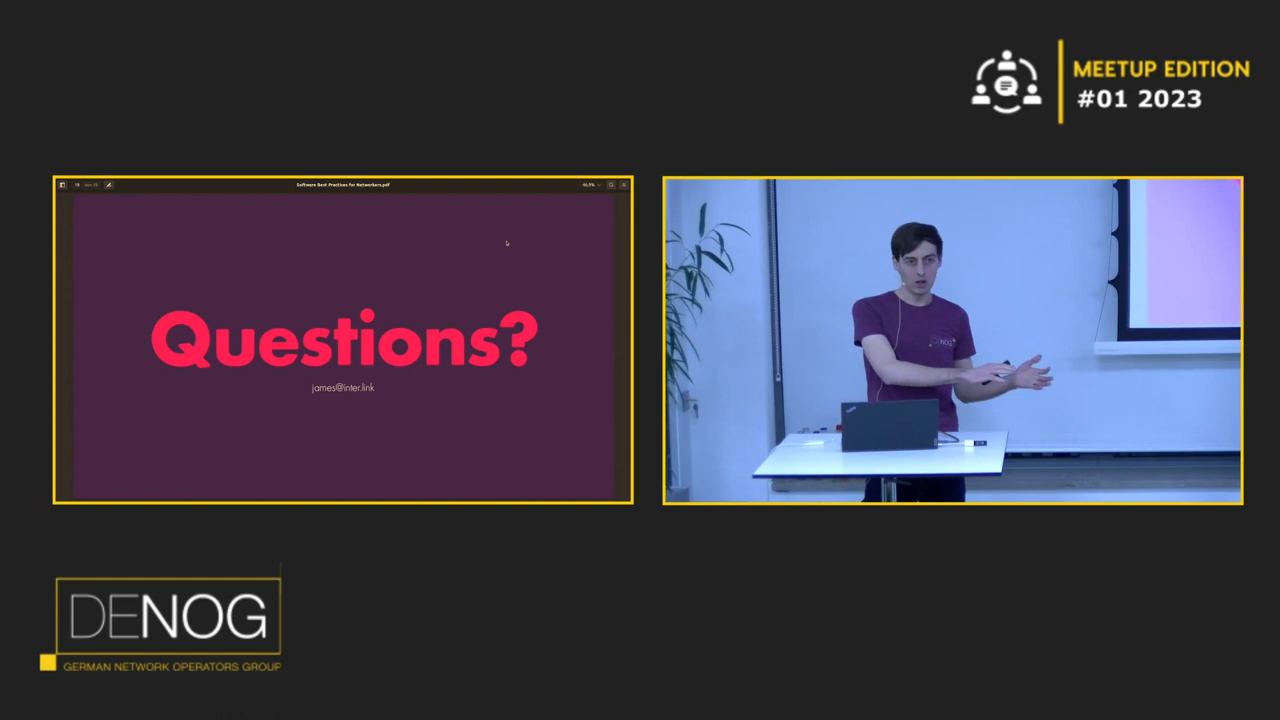 MEETUP EDITION
#01 2023
Software Best Practices for Networkers.pdf
Questions?
james@inter.link
DENOG
DENOG
GERMAN NETWORK OPERATORS GROUP